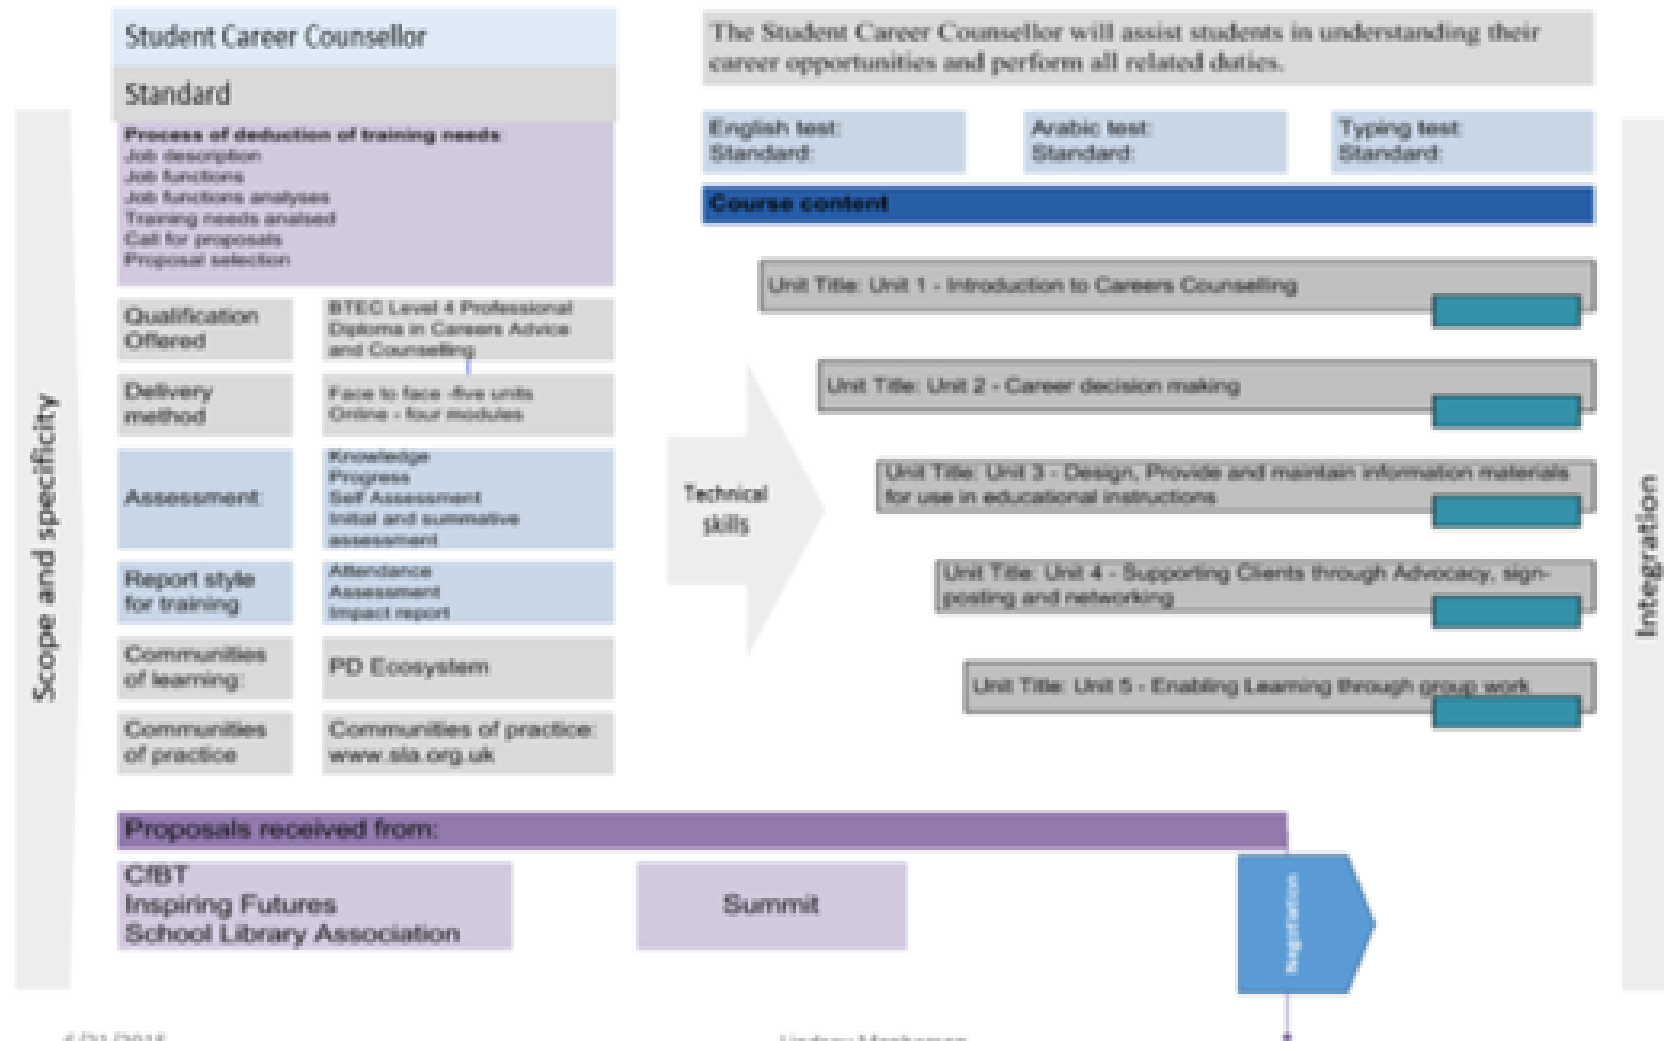 Student Career Counsellor
Standard
Process of deduction of training needs:
Job description
Job functions
Job functions analyses
Training needs analsed
Call for proposals
Proposal selection
Qualification
Offered
BTEC Level 4 Professional
Diploma in Careers Advice
and Counselling
Delivery
method
Face to face -five units
Online - four modules
Assessment:
Knowledge
Progress
Self Assessment
Initial and summative
assessment
Report style
for training
Attendance
Assessment
Impact report
Communities
of learning:
PD Ecosystem
Communities
of practice
Communities of practice:
www.sla.org.uk
Scope and specificity
The Student Career Counsellor will assist students in understanding their
career opportunities and perform all related duties.
English test:
Standard:
Arabic test:
Standard:
Typing test:
Standard:
Course content
Technical
skills
Unit Title: Unit 1 - Introduction to Careers Counselling
Unit Title: Unit 2 - Career decision making
Unit Title: Unit 3 - Design, Provide and maintain information materials
for use in educational instructions
Unit Title: Unit 4 - Supporting Clients through Advocacy, sign-
posting and networking
Unit Title: Unit 5 - Enabling Learning through group work
Integration
Proposals received from:
CfBT
Inspiring Futures
School Library Association
Summit
Negotiation